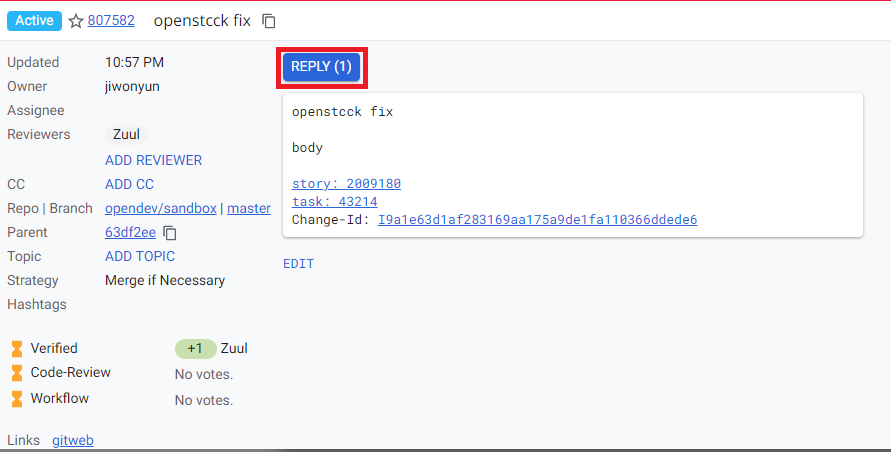 Active 807582 openstcck fix
Updated 10:57 PM
Owner jiwonyun
Assignee
Reviewers Zuul
ADD REVIEWER
CC ADD CC
Repo | Branch opendev/sandbox | master
Parent 63df2ee
Topic ADD TOPIC
Strategy Merge if Necessary
Hashtags
Verified +1 Zuul
Code-Review No votes.
Workflow No votes.
Links gitweb
REPLY (1)
openstcck fix
body
story: 2009180
task: 43214
Change-Id: I9a1e63d1af283169aa175a9de1fa110366ddede6
EDIT